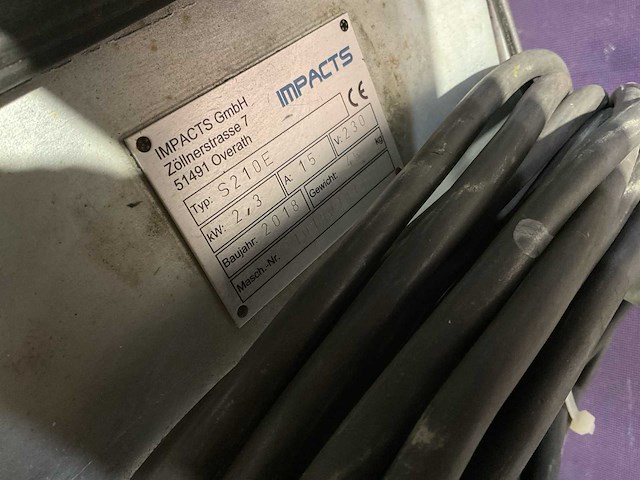 IMPACTS GmbH
Zöllnerstrasse 7
51491 Overath
IMPACTS
CE
Typ: S210E
kW: 2,3 A: 15 V: 230
Baujahr: 2018 Gewicht: kg
Masch.-Nr.